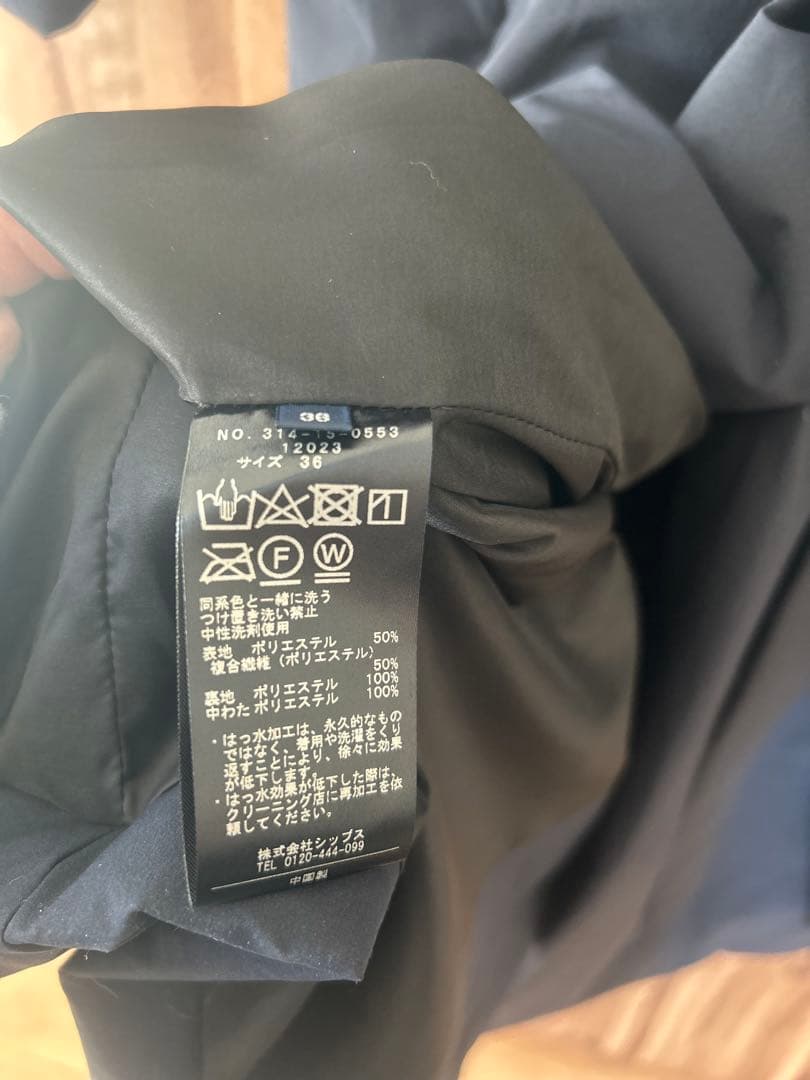 36
NO. 314-15-0553
12023
サイズ 36
F W
同系色と一緒に洗う
つけ置き洗い禁止
中性洗剤使用
表地 ポリエステル 50%
複合繊維(ポリエステル)
50%
裏地 ポリエステル 100%
中わた ポリエステル 100%
・はっ水加工は、永久的なもの
ではなく、着用や洗濯をくり
返すことにより、徐々に効果
が低下します。
・はっ水効果が低下した際は、
クリーニング店に再加工を依
頼してください。
株式会社シップス
TEL 0120-444-099
中国製